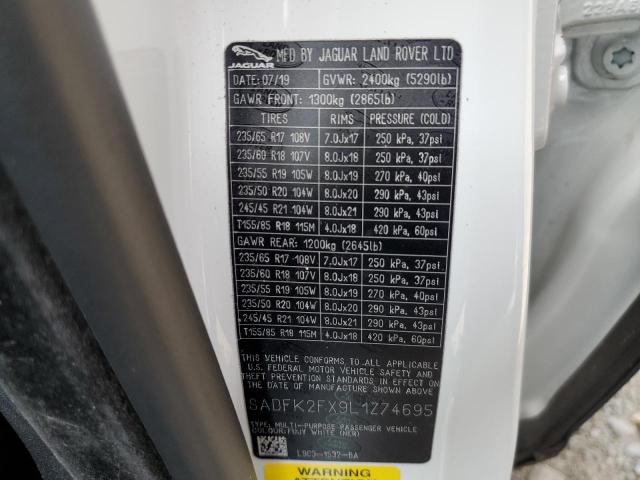 JAGUAR
MFD BY JAGUAR LAND ROVER LTD
DATE: 07/19 GVWR: 2400kg (5290lb)
GAWR FRONT: 1300kg (2865lb)
TIRES RIMS PRESSURE (COLD)
235/65 R17 108V 7.0Jx17 250 kPa, 37psi
235/60 R18 107V 8.0Jx18 250 kPa, 37psi
235/55 R19 105W 8.0Jx19 270 kPa, 40psi
235/50 R20 104W 8.0Jx20 290 kPa, 43psi
245/45 R21 104W 8.0Jx21 290 kPa, 43psi
T155/85 R18 115M 4.0Jx18 420 kPa, 60psi
GAWR REAR: 1200kg (2645lb)
235/65 R17 108V 7.0Jx17 250 kPa, 37psi
235/60 R18 107V 8.0Jx18 250 kPa, 37psi
235/55 R19 105W 8.0Jx19 270 kPa, 40psi
235/50 R20 104W 8.0Jx20 290 kPa, 43psi
245/45 R21 104W 8.0Jx21 290 kPa, 43psi
T155/85 R18 115M 4.0Jx18 420 kPa, 60psi
THIS VEHICLE CONFORMS TO ALL APPLICABLE
U.S. FEDERAL MOTOR VEHICLE SAFETY BUMPER AND
THEFT PREVENTION STANDARDS IN EFFECT ON THE
DATE OF MANUFACTURE SHOWN ABOVE
SADFK2FX9L1Z74695
TYPE: MULTI-PURPOSE PASSENGER VEHICLE
COLOUR: FUJI WHITE (NER)
WARNING